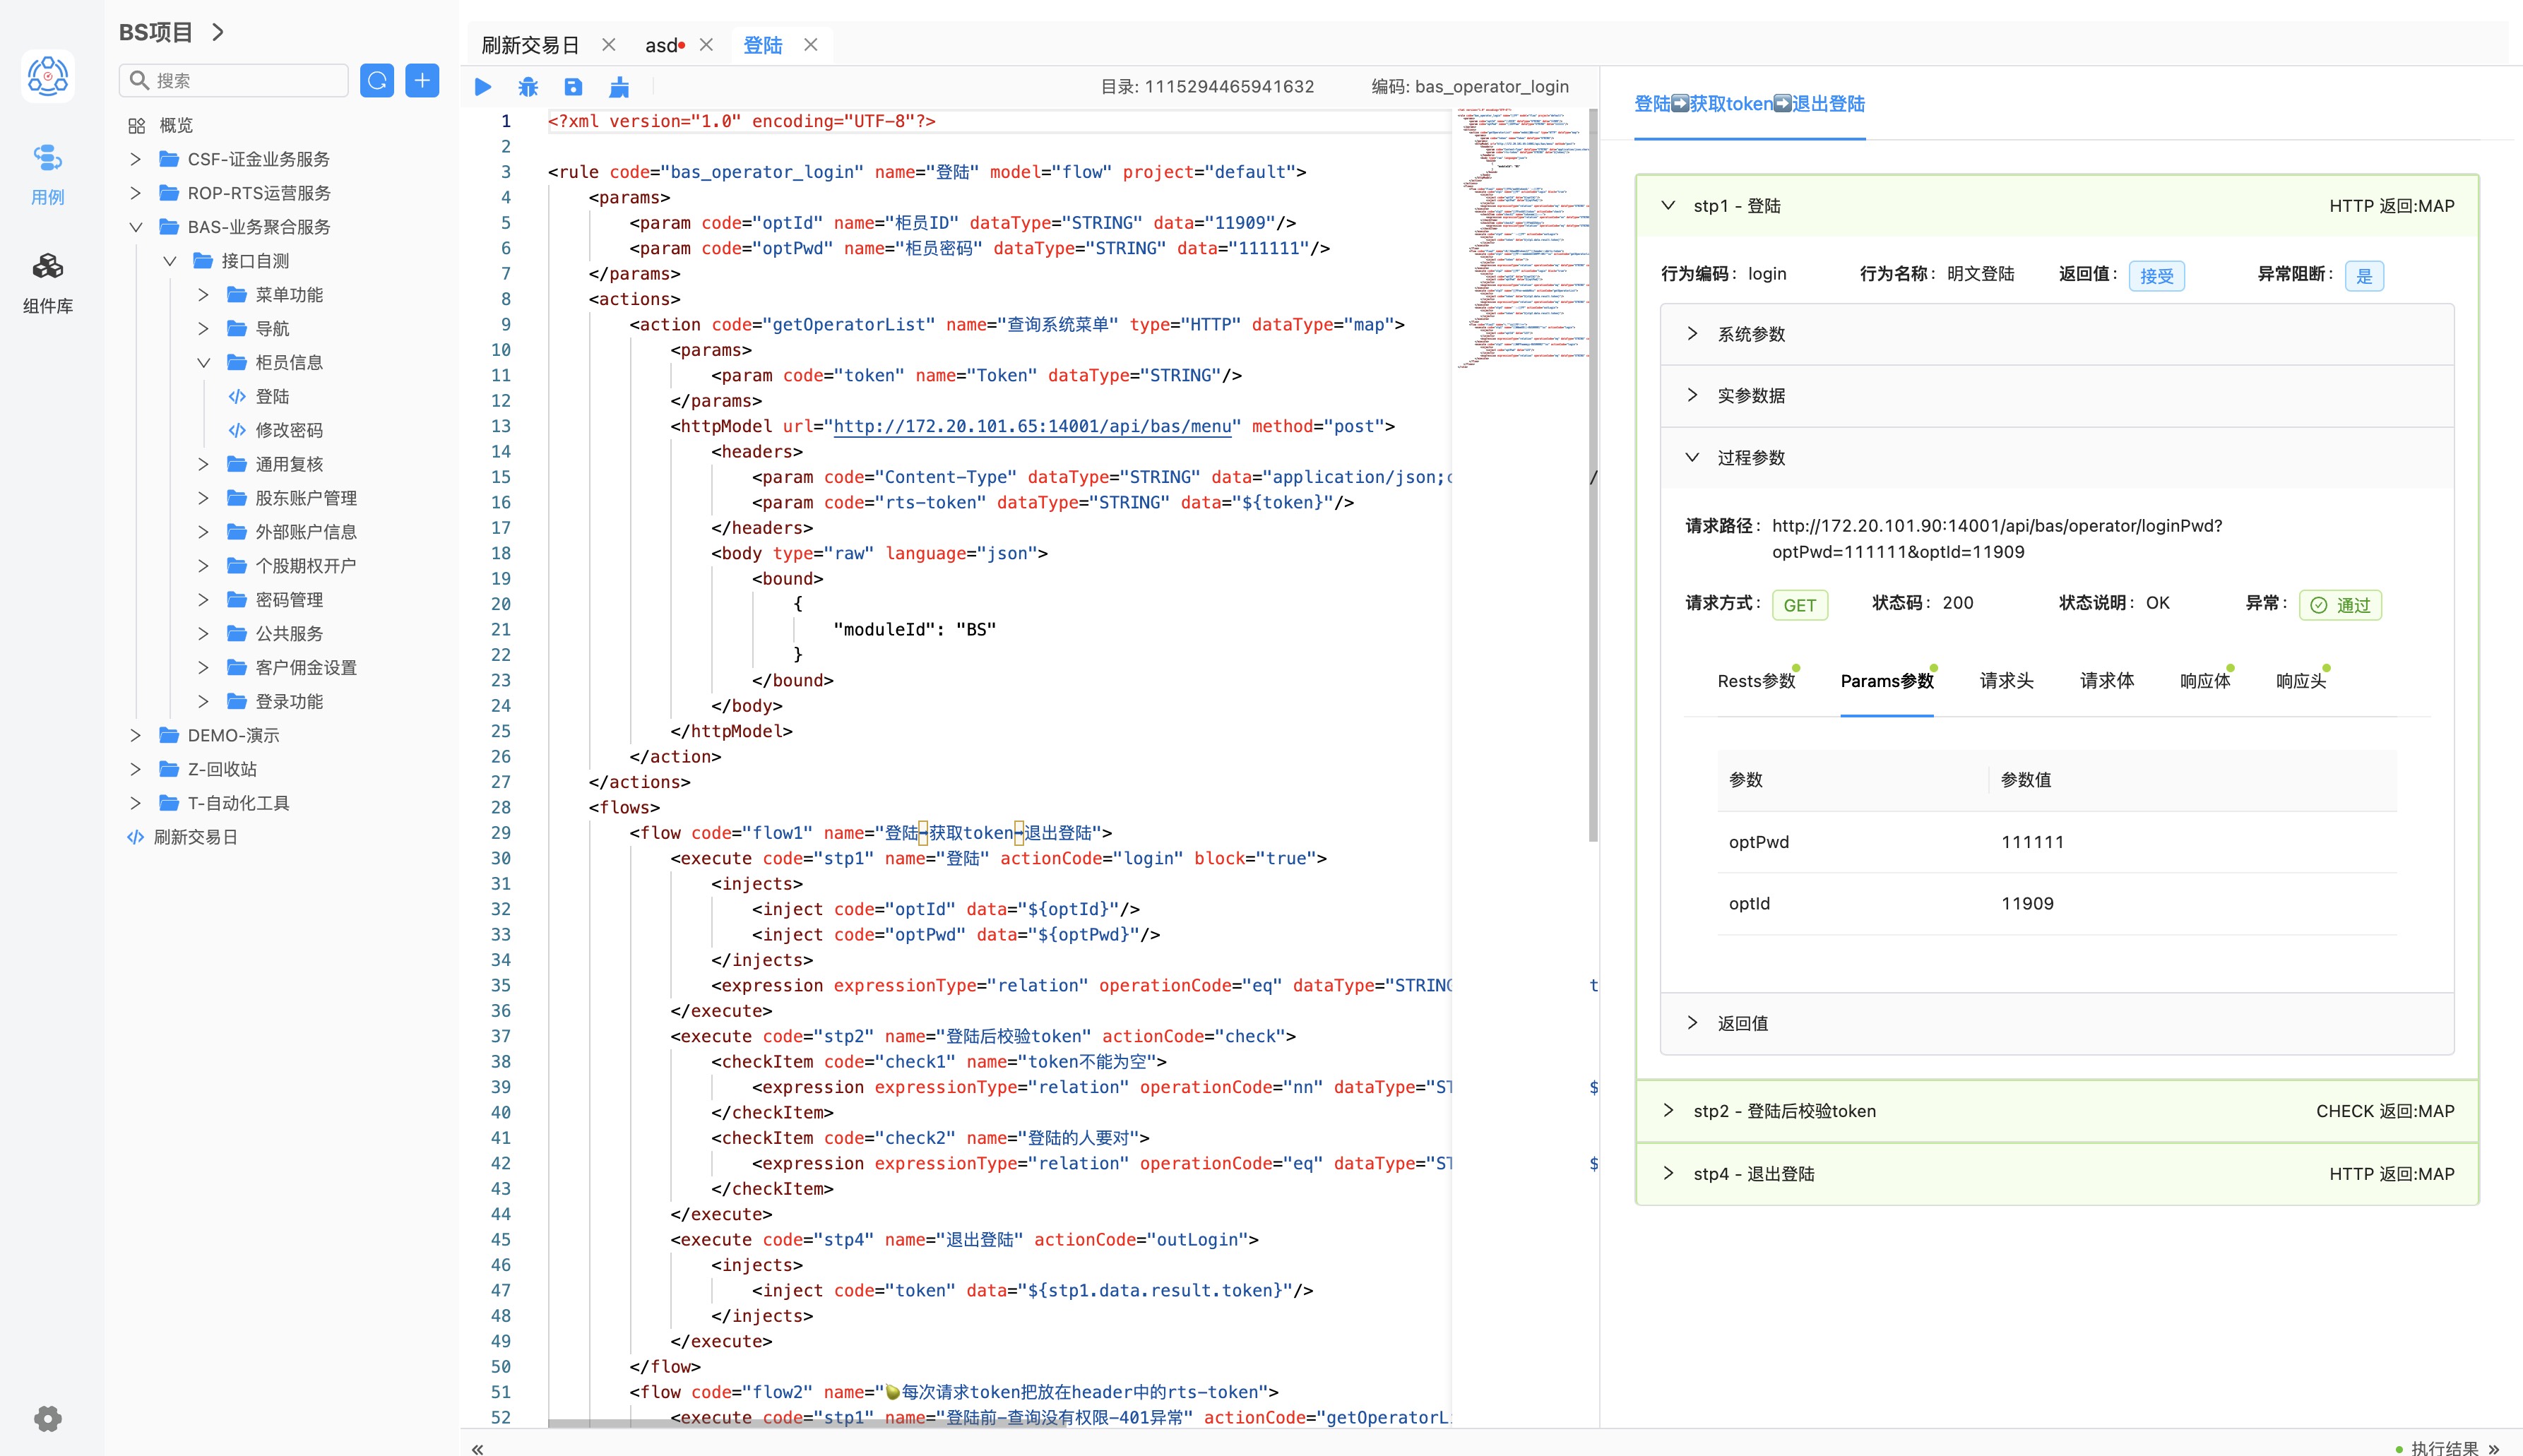 BS项目
搜索
概览
CSF-证金业务服务
ROP-RTS运营服务
BAS-业务聚合服务
接口自测
菜单功能
导航
柜员信息
登陆
修改密码
通用复核
股东账户管理
外部账户信息
个股期权开户
密码管理
公共服务
客户佣金设置
登录功能
DEMO-演示
Z-回收站
T-自动化工具
刷新交易日
用例
组件库
刷新交易日 asd 登陆
目录: 1115294465941632 编码: bas_operator_login
1 <?xml version="1.0" encoding="UTF-8"?>
2
3 <rule code="bas_operator_login" name="登陆" model="flow" project="default">
4 <params>
5 <param code="optId" name="柜员ID" dataType="STRING" data="11909"/>
6 <param code="optPwd" name="柜员密码" dataType="STRING" data="111111"/>
7 </params>
8 <actions>
9 <action code="getOperatorList" name="查询系统菜单" type="HTTP" dataType="map">
10 <params>
11 <param code="token" name="Token" dataType="STRING"/>
12 </params>
13 <httpModel url="http://172.20.101.65:14001/api/bas/menu" method="post">
14 <headers>
15 <param code="Content-Type" dataType="STRING" data="application/json;
16 <param code="rts-token" dataType="STRING" data="${token}"/>
17 </headers>
18 <body type="raw" language="json">
19 <bound>
20 {
21 "moduleId": "BS"
22 }
23 </bound>
24 </body>
25 </httpModel>
26 </action>
27 </actions>
28 <flows>
29 <flow code="flow1" name="登陆➡获取token➡退出登陆">
30 <execute code="stp1" name="登陆" actionCode="login" block="true">
31 <injects>
32 <inject code="optId" data="${optId}"/>
33 <inject code="optPwd" data="${optPwd}"/>
34 </injects>
35 <expression expressionType="relation" operationCode="eq" dataType="STRING
36 </execute>
37 <execute code="stp2" name="登陆后校验token" actionCode="check">
38 <checkItem code="check1" name="token不能为空">
39 <expression expressionType="relation" operationCode="nn" dataType="ST
40 </checkItem>
41 <checkItem code="check2" name="登陆的人要对">
42 <expression expressionType="relation" operationCode="eq" dataType="ST
43 </checkItem>
44 </execute>
45 <execute code="stp4" name="退出登陆" actionCode="outLogin">
46 <injects>
47 <inject code="token" data="${stp1.data.result.token}"/>
48 </injects>
49 </execute>
50 </flow>
51 <flow code="flow2" name="🍐每次请求token把放在header中的rts-token">
52 <execute code="stp1" name="登陆前-查询没有权限-401异常" actionCode="getOperatorL
登陆➡️获取token➡️退出登陆
stp1 - 登陆 HTTP 返回:MAP
行为编码: login 行为名称: 明文登陆 返回值: 接受 异常阻断: 是
系统参数
实参数据
过程参数
请求路径: http://172.20.101.90:14001/api/bas/operator/loginPwd?
optPwd=111111&optId=11909
请求方式: GET 状态码: 200 状态说明: OK 异常: 通过
Rests参数 Params参数 请求头 请求体 响应体 响应头
参数 参数值
optPwd 111111
optId 11909
返回值
stp2 - 登陆后校验token CHECK 返回:MAP
stp4 - 退出登陆 HTTP 返回:MAP
执行结果